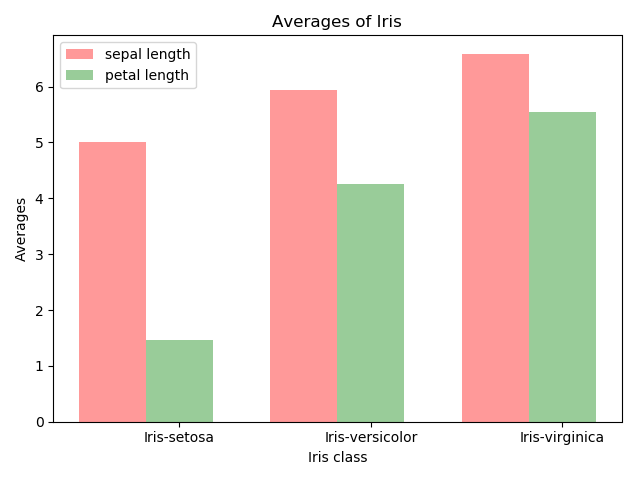 Averages of Iris
sepal length
petal length
6
5
4
3
2
1
0
Averages
Iris-setosa
Iris-versicolor
Iris-virginica
Iris class